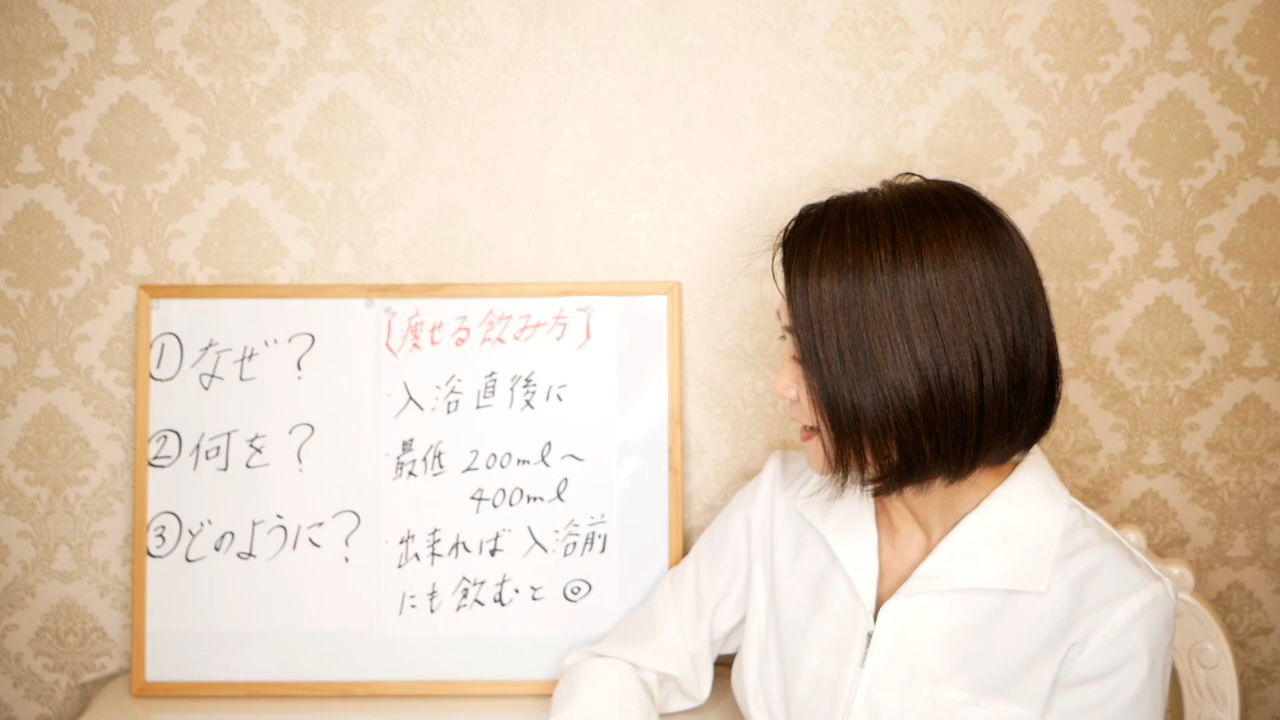 ①なぜ？
②何を？
③どのように？
【痩せる飲み方】
・入浴直後に
・最低 200ml～
400ml
・出来れば 入浴前
にも飲むと ◎